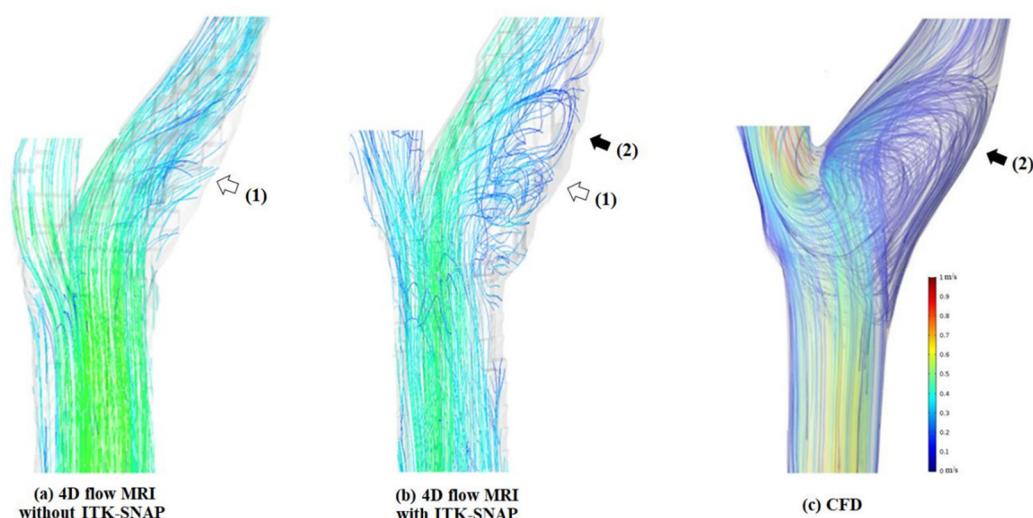 (1)
(2)
(1)
(2)
1 m/s
0.9
0.8
0.7
0.6
0.5
0.4
0.3
0.2
0.1
0 m/s
(a) 4D flow MRI
without ITK-SNAP
(b) 4D flow MRI
with ITK-SNAP
(c) CFD